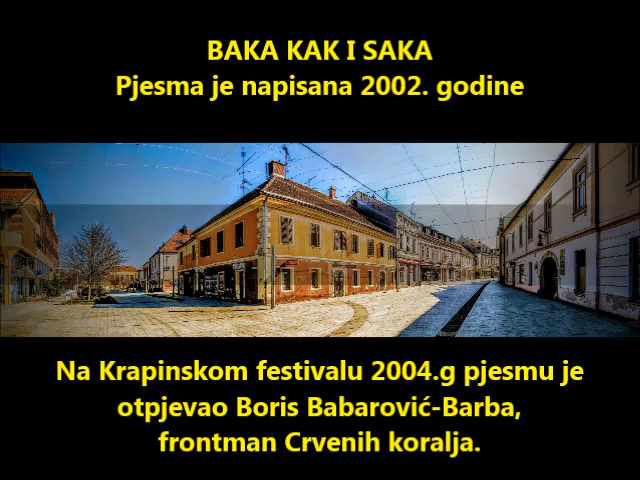 BAKA KAK I SAKA
Pjesma je napisana 2002. godine
Na Krapinskom festivalu 2004.g pjesmu je
otpjevao Boris Babarović-Barba,
frontman Crvenih koralja.